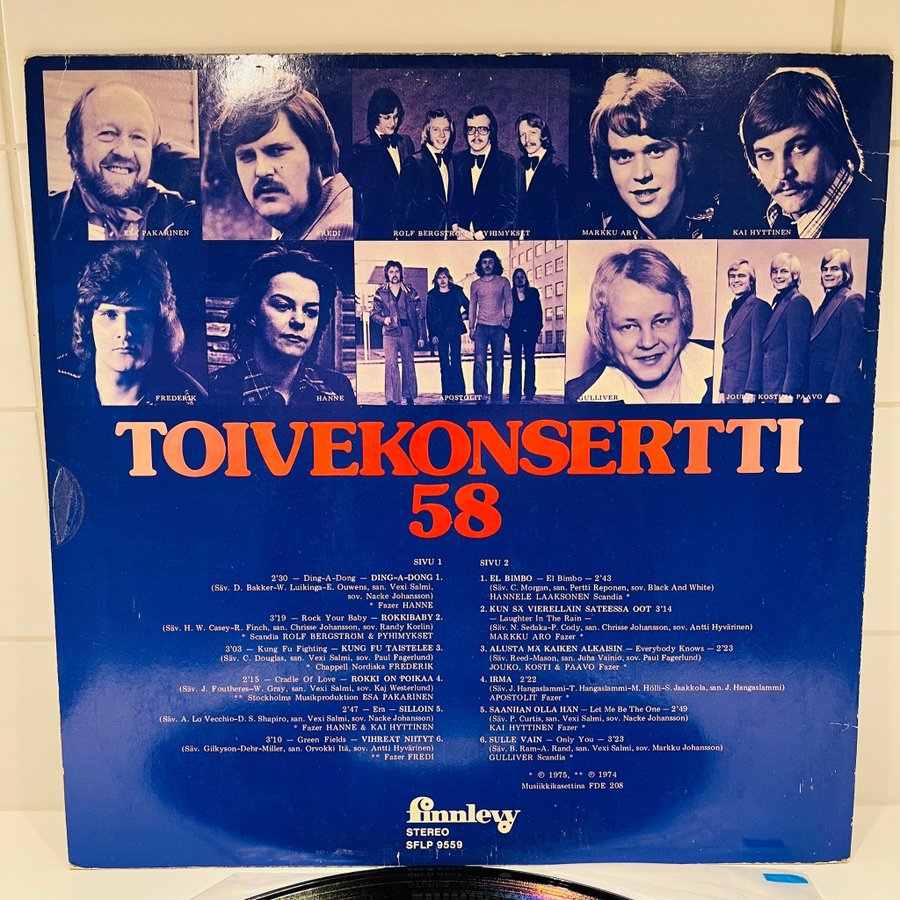 ESA PAKARINEN
FREDI
ROLF BERGSTRÖM & PYHIMYKSET
MARKKU ARO
KAI HYTTINEN
FREDERIK
HANNE
APOSTOLIT
GULLIVER
JOUKO, KOSTI & PAAVO
TOIVEKONSERTTI
58
SIVU 1
2'30 — Ding-A-Dong — DING-A-DONG 1.
(Säv. D. Bakker–W. Luikinga–E. Ouwens, san. Vexi Salmi,
sov. Nacke Johansson)
* Fazer HANNE
3'19 — Rock Your Baby — ROKKIBABY 2.
(Säv. H. W. Casey–R. Finch, san. Chrisse Johansson, sov. Randy Korlin)
* Scandia ROLF BERGSTRÖM & PYHIMYKSET
3'03 — Kung Fu Fighting — KUNG FU TAISTELEE 3.
(Säv. C. Douglas, san. Vexi Salmi, sov. Paul Fagerlund)
* Chappell Nordiska FREDERIK
2'15 — Cradle Of Love — ROKKI ON POIKAA 4.
(Säv. J. Foutheres–W. Gray, san. Vexi Salmi, sov. Kaj Westerlund)
** Stockholms Musikproduktion ESA PAKARINEN
2'47 — Era — SILLOIN 5.
(Säv. A. Lo Vecchio–D. S. Shapiro, san. Vexi Salmi, sov. Nacke Johansson)
* Fazer HANNE & KAI HYTTINEN
3'10 — Green Fields — VIHREÄT NIITYT 6.
(Säv. Gilkyson–Dehr–Miller, san. Orvokki Itä, sov. Antti Hyvärinen)
** Fazer FREDI
SIVU 2
1. EL BIMBO — El Bimbo — 2'43
(Säv. C. Morgan, san. Pertti Reponen, sov. Black And White)
HANNELE LAAKSONEN Scandia *
2. KUN SÄ VIERELLÄIN SATEESSA OOT 3'14
— Laughter In The Rain —
(Säv. N. Sedaka–P. Cody, san. Chrisse Johansson, sov. Antti Hyvärinen)
MARKKU ARO Fazer *
3. ALUSTA MÄ KAIKEN ALKAISIN — Everybody Knows — 2'23
(Säv. Reed–Mason, san. Juha Vainio, sov. Paul Fagerlund)
JOUKO, KOSTI & PAAVO Fazer *
4. IRMA 2'22
(Säv. J. Hangaslammi–T. Hangaslammi–M. Hölli–S. Jaakkola, san. J. Hangaslammi)
APOSTOLIT Fazer *
5. SAANHAN OLLA HÄN — Let Me Be The One — 2'49
(Säv. P. Curtis, san. Vexi Salmi, sov. Nacke Johansson)
KAI HYTTINEN Fazer *
6. SULLE VAIN — Only You — 3'23
(Säv. B. Ram–A. Rand, san. Vexi Salmi, sov. Markku Johansson)
GULLIVER Scandia *
* ℗ 1975, ** ℗ 1974
Musiikkikasettina FDE 208
finnlevy
STEREO
SFLP 9559